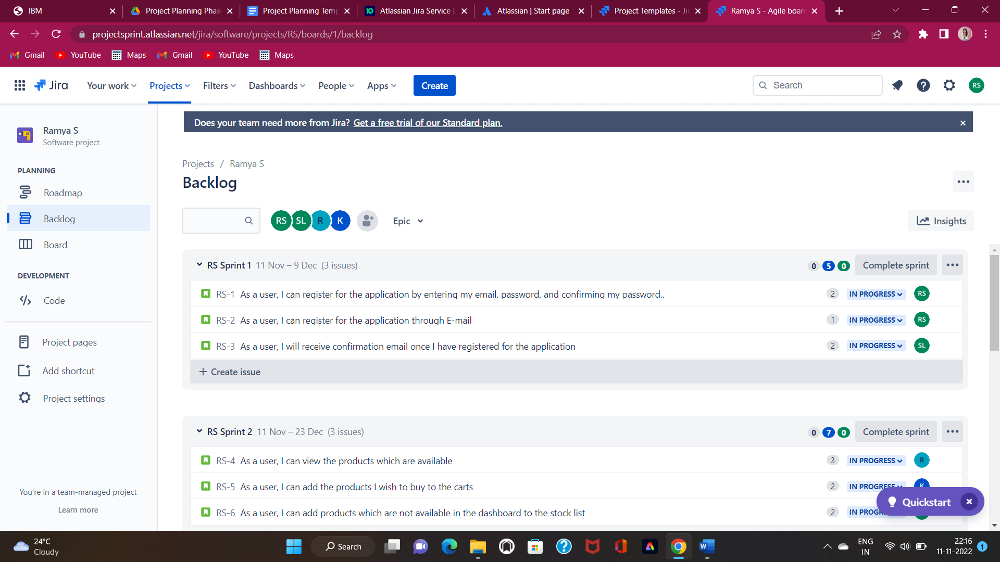 IBM
Project Planning Phas
Project Planning Temp
Atlassian Jira Service D
Atlassian | Start page
Project Templates - Ji
Ramya S - Agile boar
projectsprint.atlassian.net/jira/software/projects/RS/boards/1/backlog
Gmail YouTube Maps Gmail YouTube Maps
Jira Your work Projects Filters Dashboards People Apps Create Search RS
Does your team need more from Jira? Get a free trial of our Standard plan.
Ramya S
Software project
PLANNING
Roadmap
Backlog
Board
DEVELOPMENT
Code
Project pages
Add shortcut
Project settings
You're in a team-managed project
Learn more
Projects / Ramya S
Backlog
RS SL R K Epic Insights
RS Sprint 1 11 Nov – 9 Dec (3 issues) 0 5 0 Complete sprint
RS-1 As a user, I can register for the application by entering my email, password, and confirming my password.. 2 IN PROGRESS RS
RS-2 As a user, I can register for the application through E-mail 1 IN PROGRESS RS
RS-3 As a user, I will receive confirmation email once I have registered for the application 2 IN PROGRESS SL
+ Create issue
RS Sprint 2 11 Nov – 23 Dec (3 issues) 0 7 0 Complete sprint
RS-4 As a user, I can view the products which are available 3 IN PROGRESS R
RS-5 As a user, I can add the products I wish to buy to the carts 2 IN PROGRESS K
RS-6 As a user, I can add products which are not available in the dashboard to the stock list 2 IN PROGR
Quickstart
24°C
Cloudy
Search
ENG
IN
22:16
11-11-2022
1